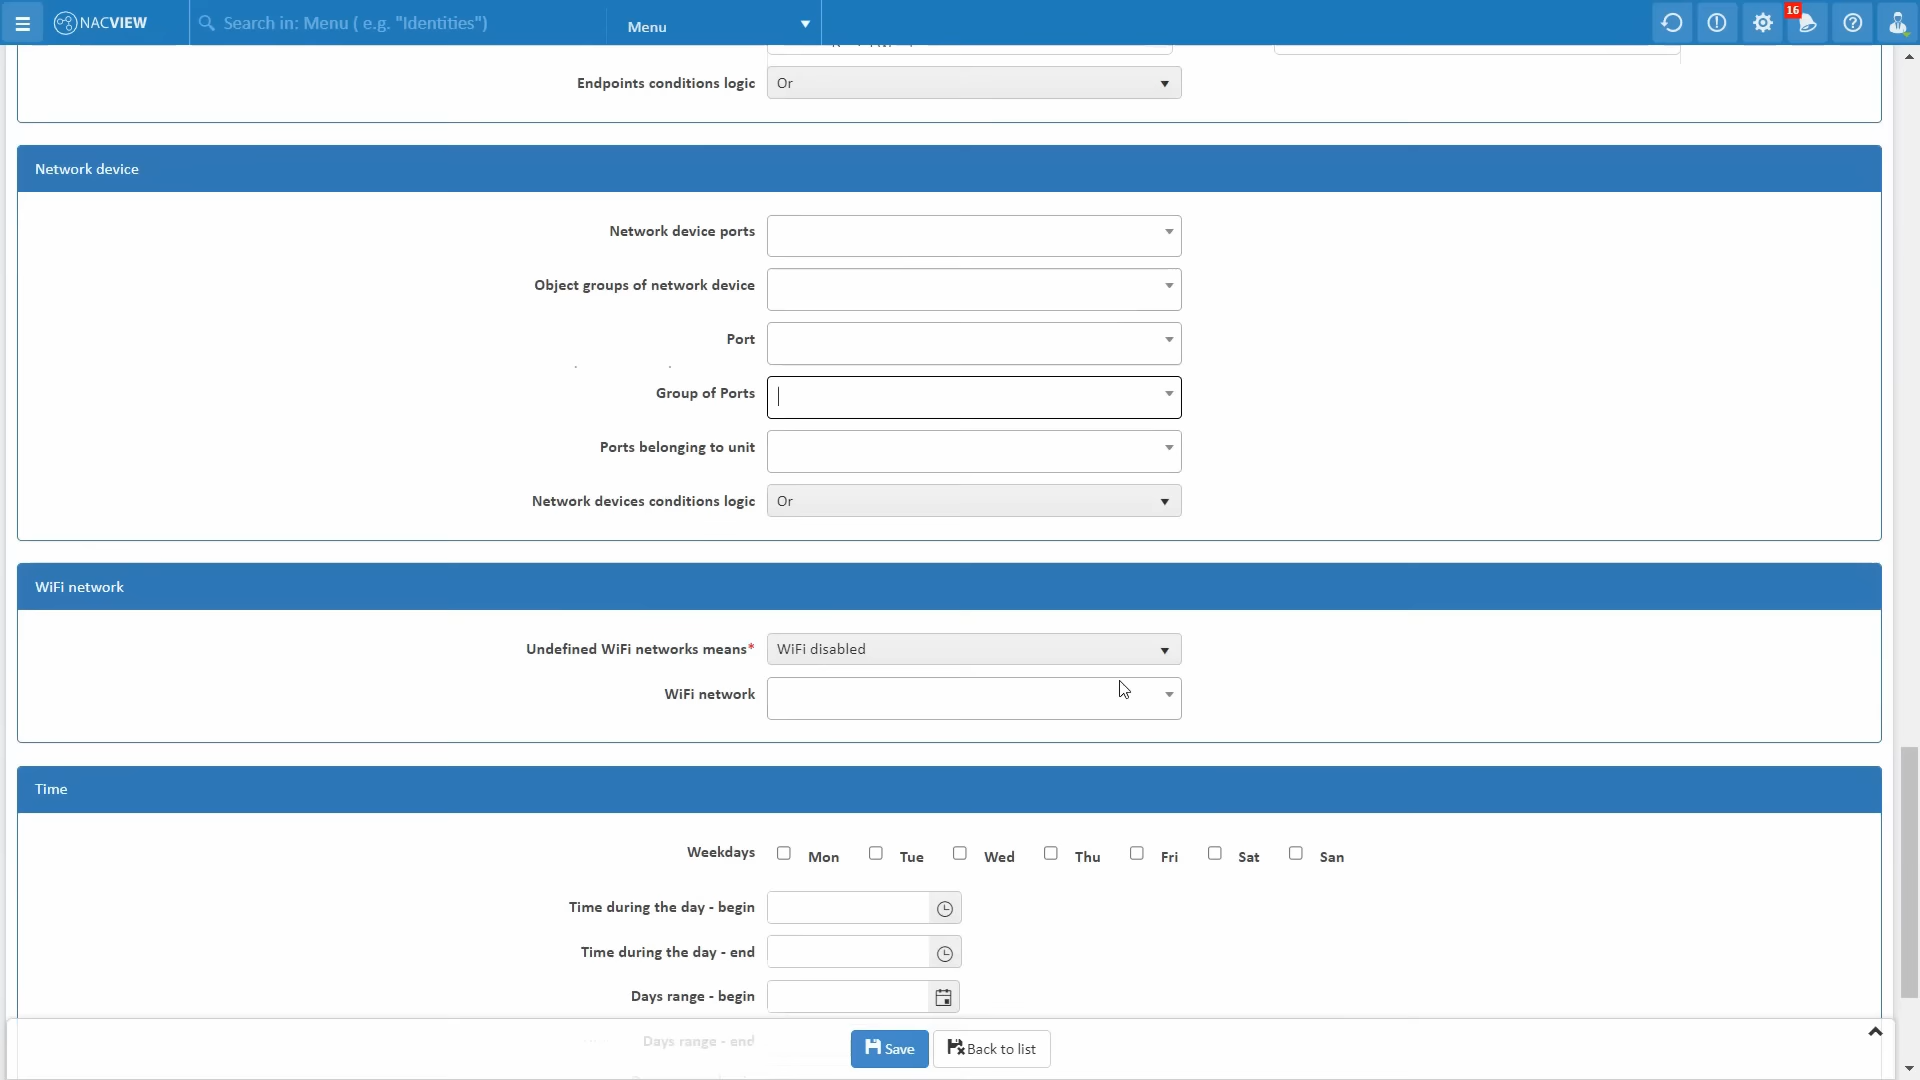 NACVIEW
Search in: Menu ( e.g. "Identities")
Menu
16
Endpoints conditions logic
Or
Network device
Network device ports
Object groups of network device
Port
Group of Ports
Ports belonging to unit
Network devices conditions logic
Or
WiFi network
Undefined WiFi networks means*
WiFi disabled
WiFi network
Time
Weekdays
Mon Tue Wed Thu Fri Sat San
Time during the day - begin
Time during the day - end
Days range - begin
Days range - end
Save
Back to list